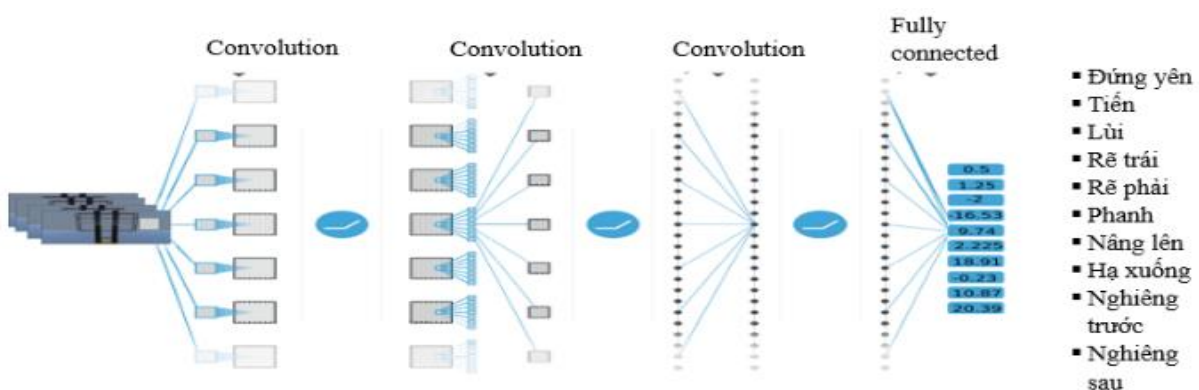 Convolution
Convolution
Convolution
Fully
connected
0.5
1.25
-2
-16.53
9.74
2.225
18.91
-0.23
10.87
20.39
▪ Đứng yên
▪ Tiến
▪ Lùi
▪ Rẽ trái
▪ Rẽ phải
▪ Phanh
▪ Nâng lên
▪ Hạ xuống
▪ Nghiêng
trước
▪ Nghiêng
sau